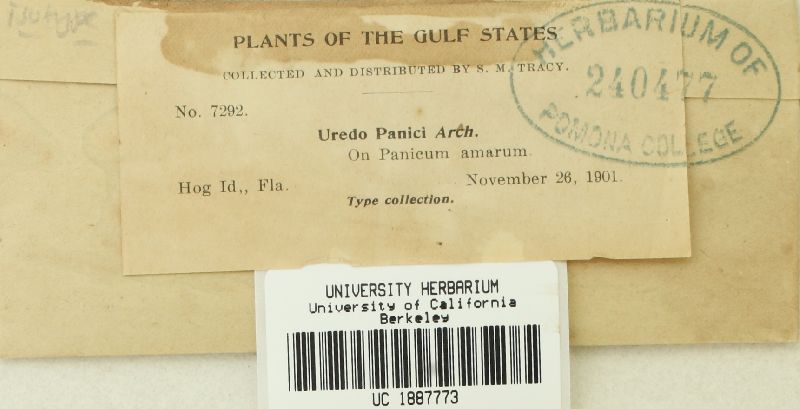 isotype
PLANTS OF THE GULF STATES
COLLECTED AND DISTRIBUTED BY S. M. TRACY.
HERBARIUM OF
240477
POMONA COLLEGE
No. 7292.
Uredo Panici Arch.
On Panicum amarum.
Hog Id,, Fla. November 26, 1901.
Type collection.
UNIVERSITY HERBARIUM
University of California
Berkeley
UC 1887773